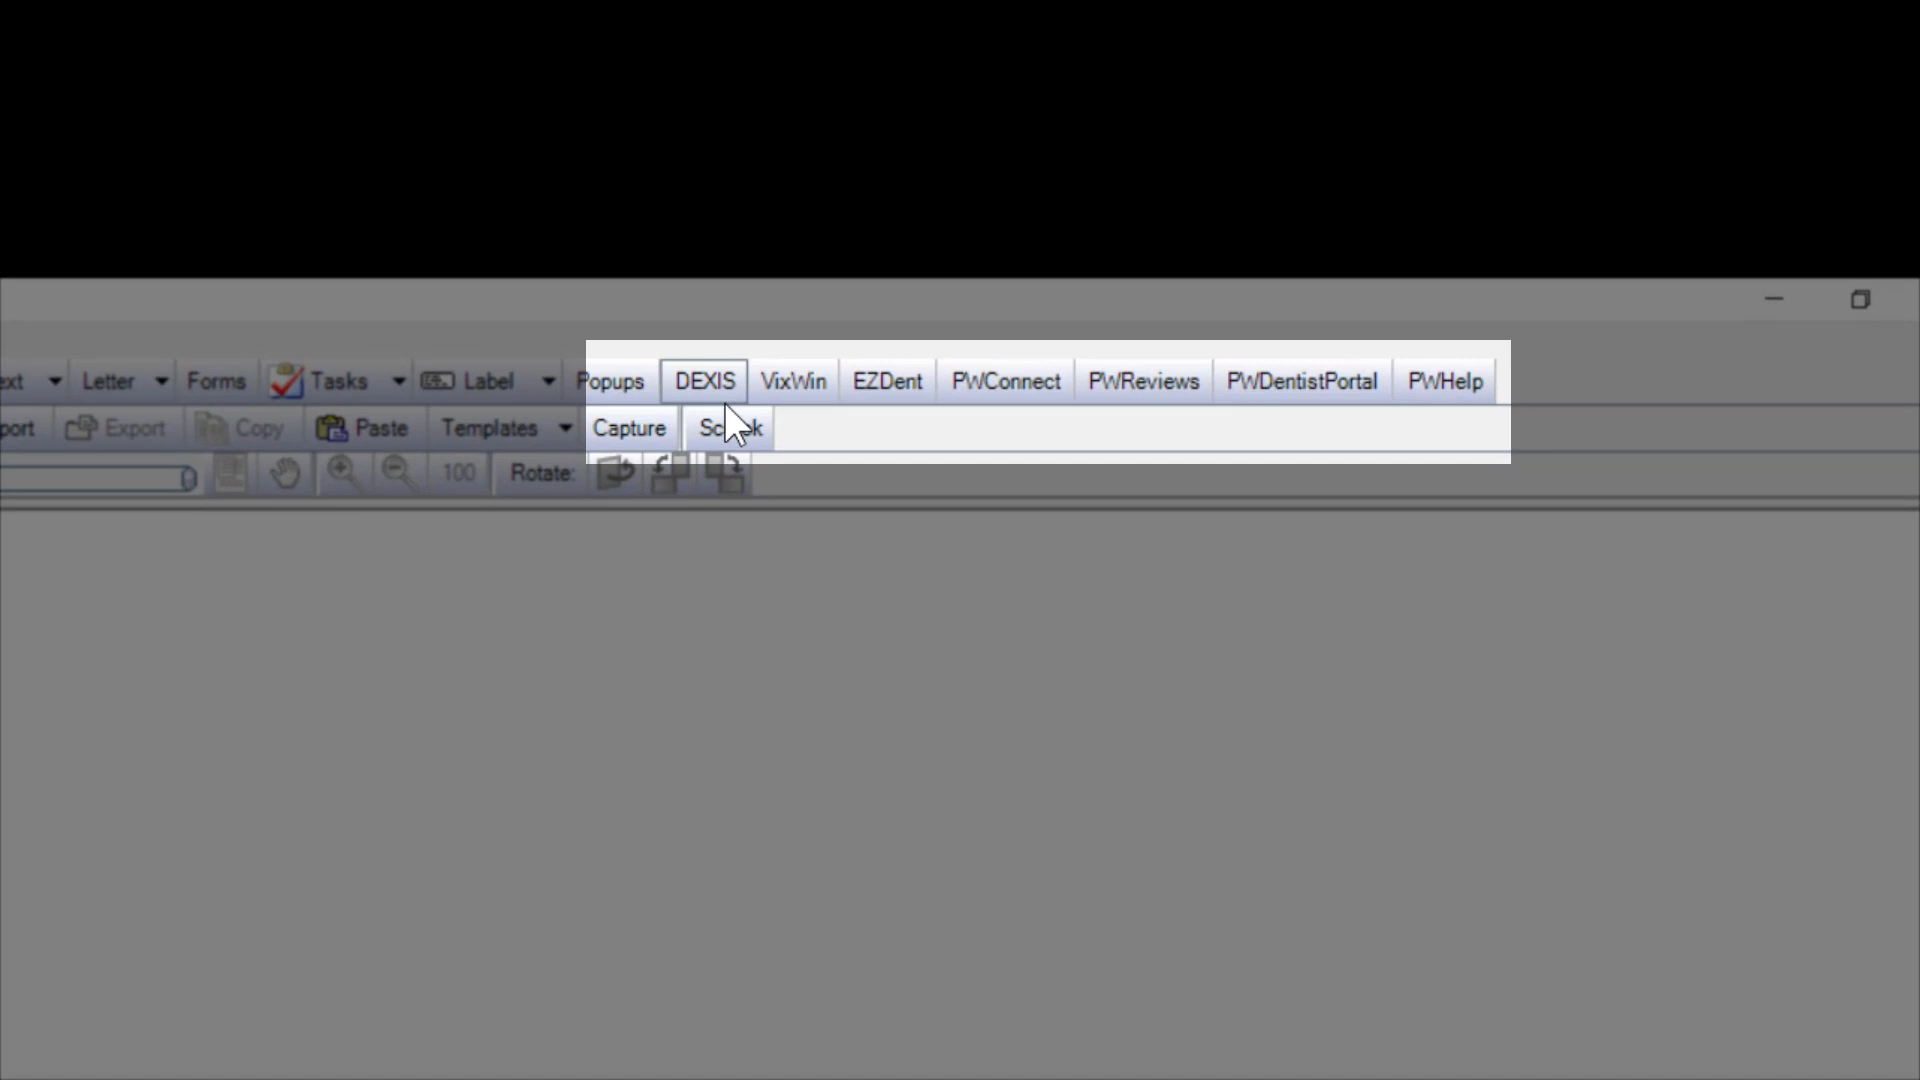 ext Letter Forms Tasks Label Popups DEXIS VixWin EZDent PWConnect PWReviews PWDentistPortal PWHelp
port Export Copy Paste Templates Capture
100 Rotate: